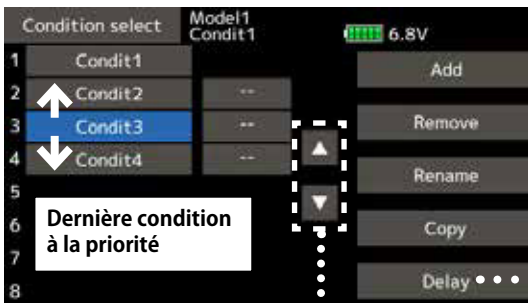 Condition select
Model1
Condit1
6.8V
1 Condit1
2 Condit2 --
3 Condit3 --
4 Condit4 --
5
6
7
8
Dernière condition
à la priorité
▲
▼
Add
Remove
Rename
Copy
Delay